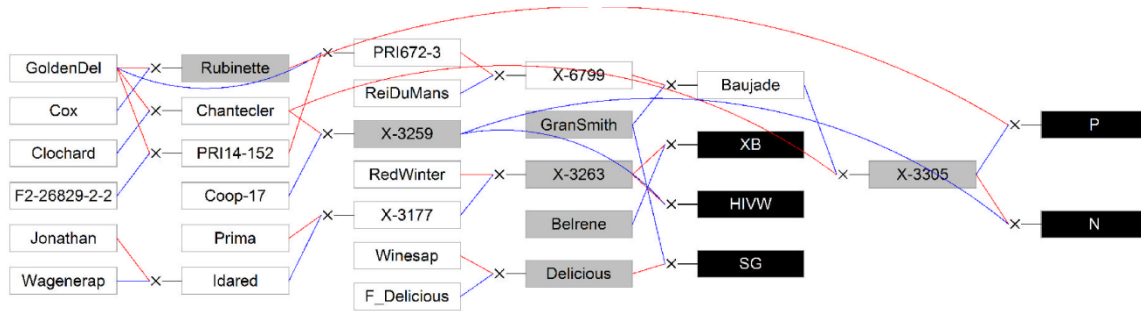 GoldenDel
Cox
Clochard
F2-26829-2-2
Jonathan
Wagenerap
Rubinette
Chantecler
PRI14-152
Coop-17
Prima
Idared
PRI672-3
ReiDuMans
X-3259
RedWinter
X-3177
Winesap
F_Delicious
X-6799
GranSmith
X-3263
Belrene
Delicious
Baujade
XB
HIVW
SG
X-3305
P
N